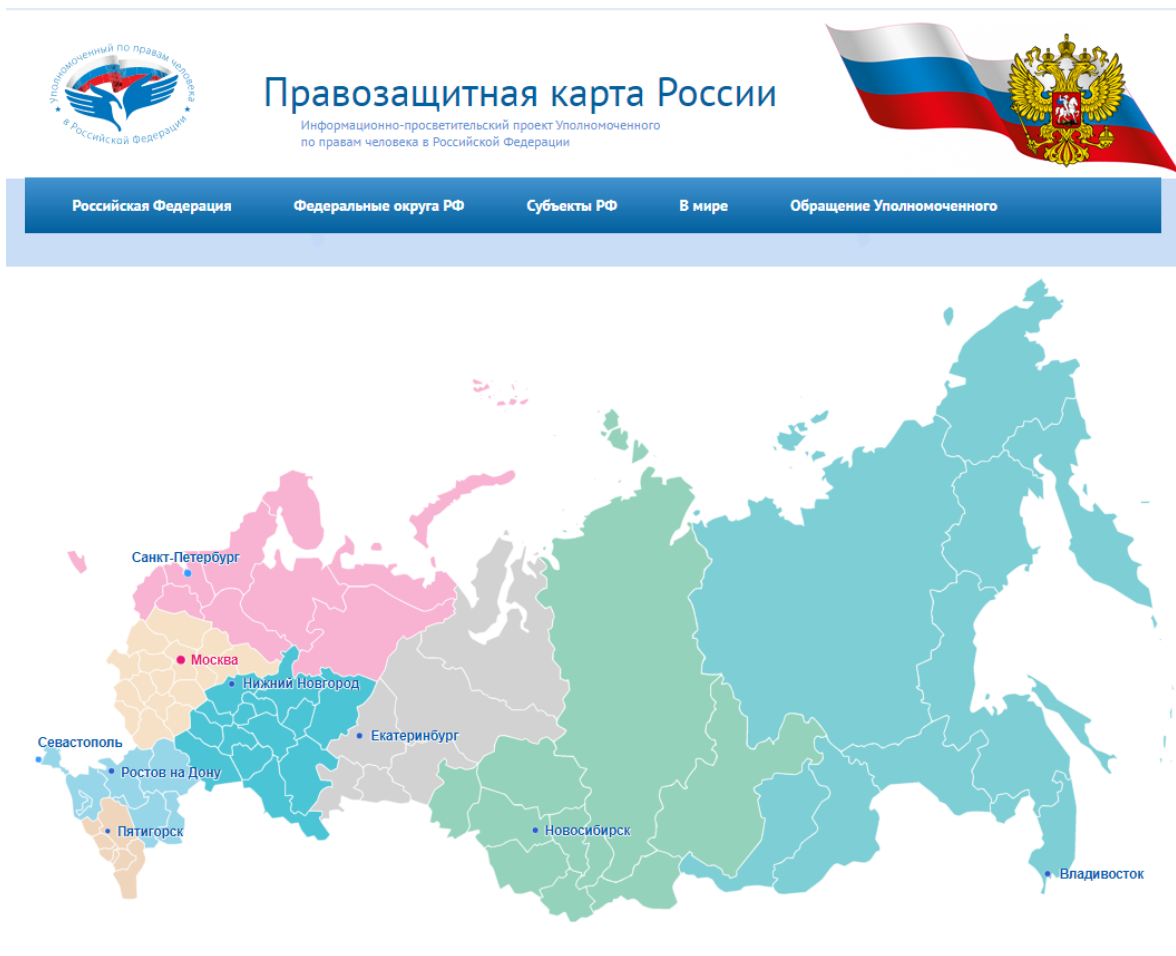 Уполномоченный по правам человека
в Российской Федерации
Правозащитная карта России
Информационно-просветительский проект Уполномоченного
по правам человека в Российской Федерации
Российская Федерация
Федеральные округа РФ
Субъекты РФ
В мире
Обращение Уполномоченного
Санкт-Петербург
Москва
Нижний Новгород
Екатеринбург
Севастополь
Ростов на Дону
Пятигорск
Новосибирск
Владивосток